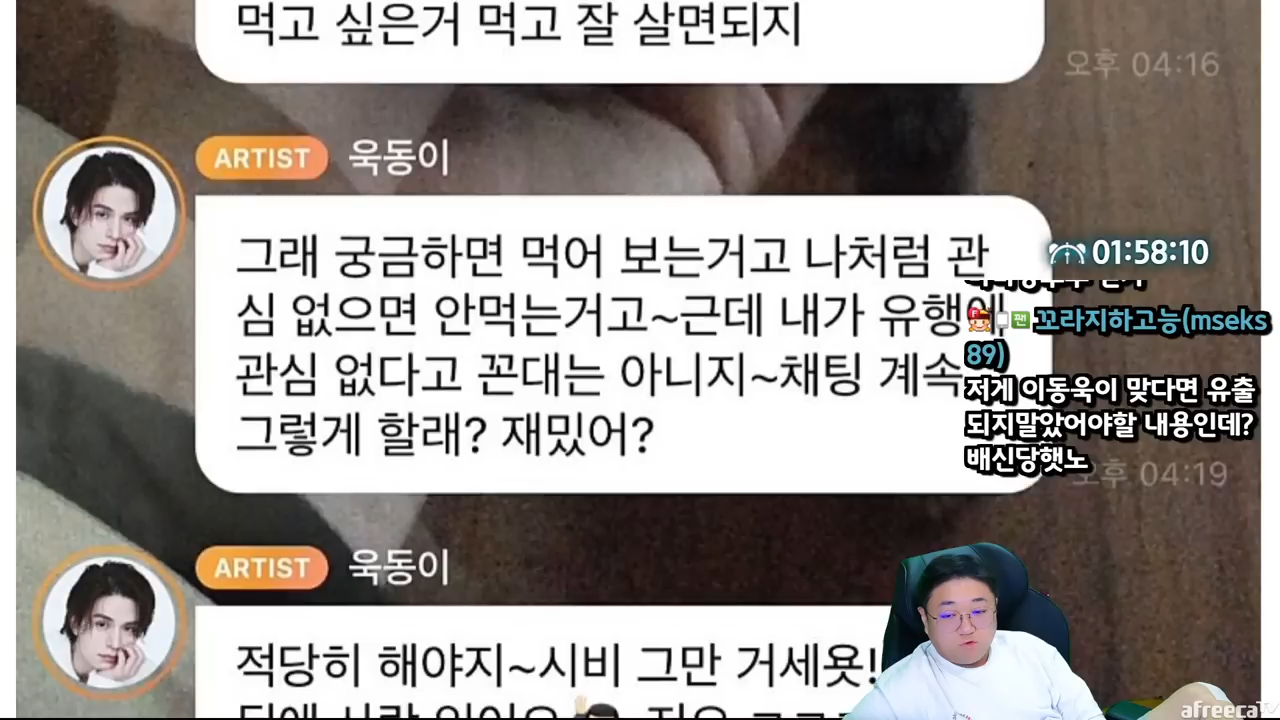 먹고 싶은거 먹고 잘 살면되지
오후 04:16
ARTIST 욱동이
그래 궁금하면 먹어 보는거고 나처럼 관
심 없으면 안먹는거고~근데 내가 유행에
관심 없다고 꼰대는 아니지~채팅 계속
그렇게 할래? 재밌어?
오후 04:19
01:58:10
F 팬 꼬라지하고능(mseks
89)
저게 이동욱이 맞다면 유출
되지말았어야할 내용인데?
배신당햇노
ARTIST 욱동이
적당히 해야지~시비 그만 거세욧!
afreecaTV